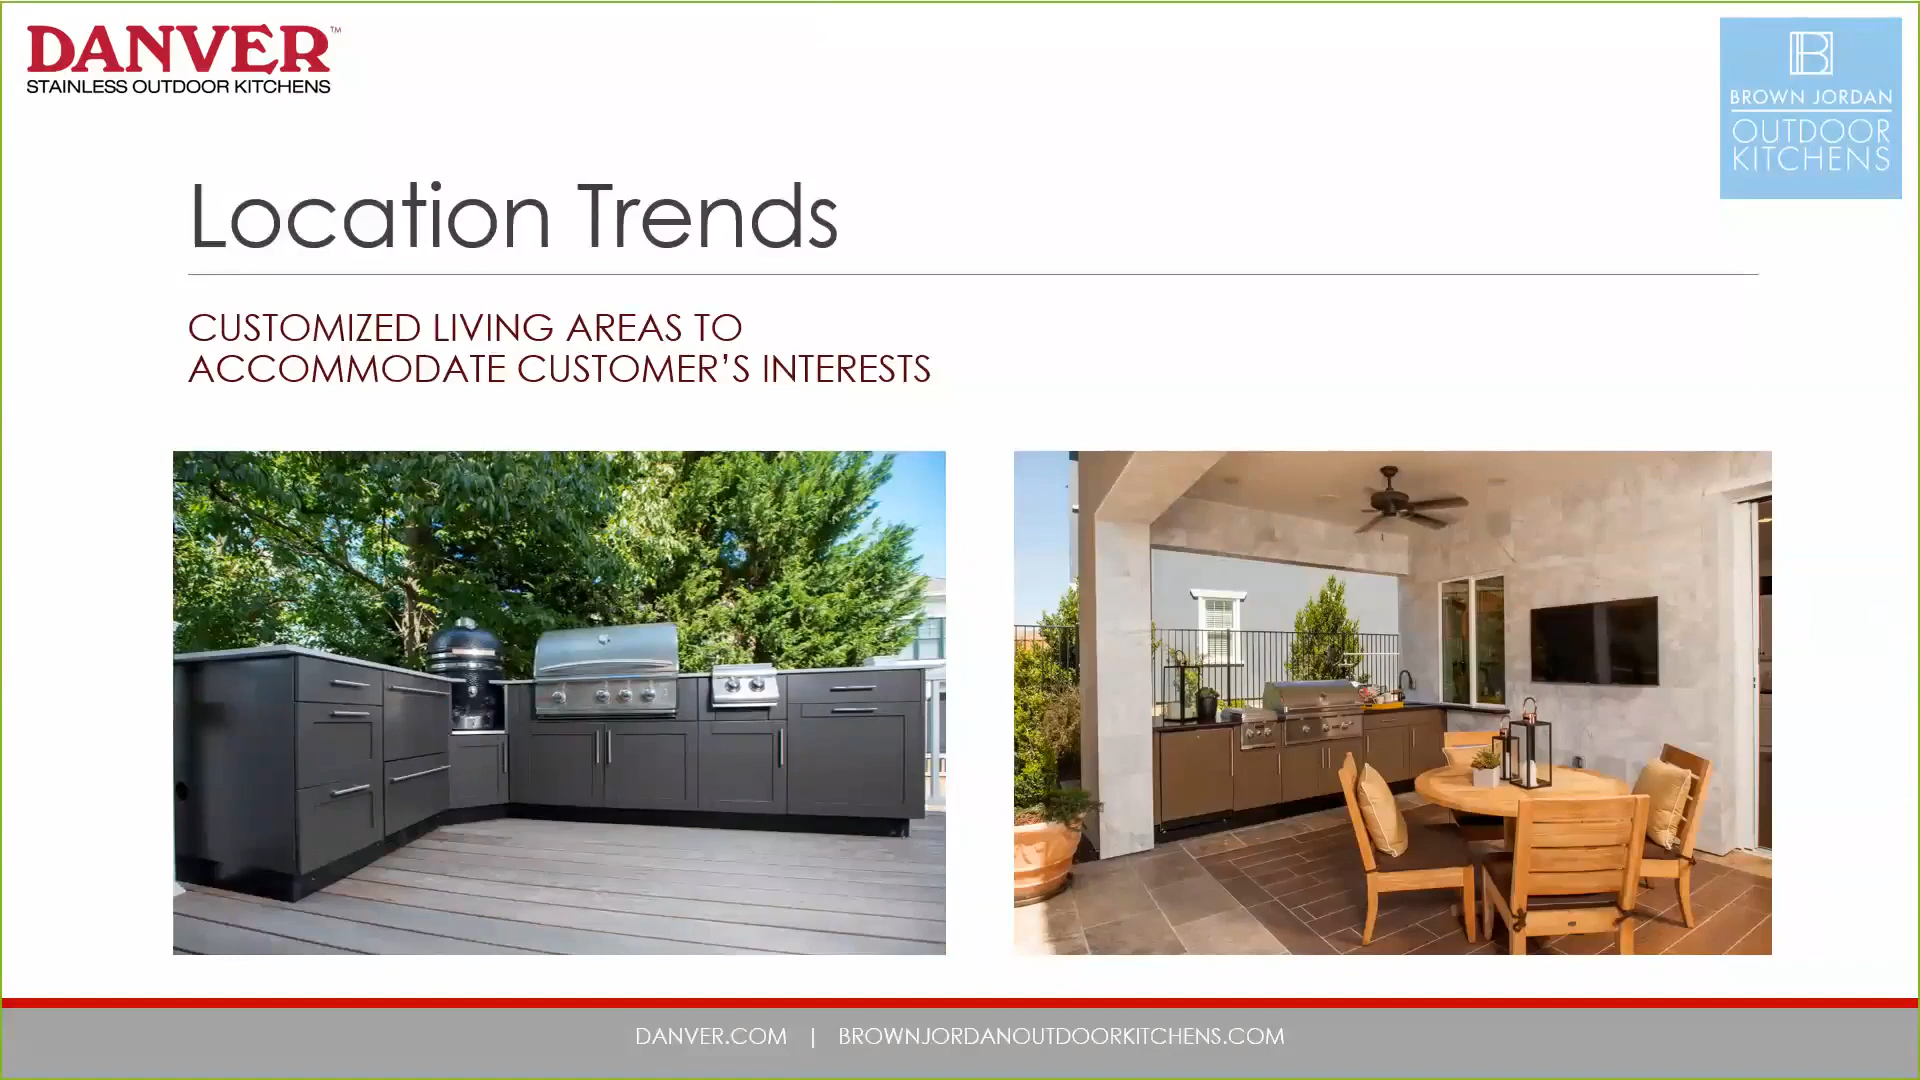 DANVER™
STAINLESS OUTDOOR KITCHENS
B
BROWN JORDAN
OUTDOOR
KITCHENS
Location Trends
CUSTOMIZED LIVING AREAS TO
ACCOMMODATE CUSTOMER’S INTERESTS
DANVER.COM | BROWNJORDANOUTDOORKITCHENS.COM